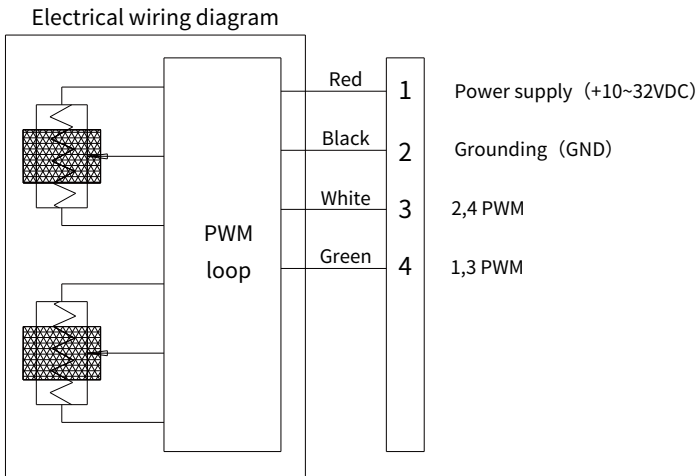 Electrical wiring diagram
Red 1 Power supply（+10~32VDC）
Black 2 Grounding（GND）
White 3 2,4 PWM
PWM
loop
Green 4 1,3 PWM